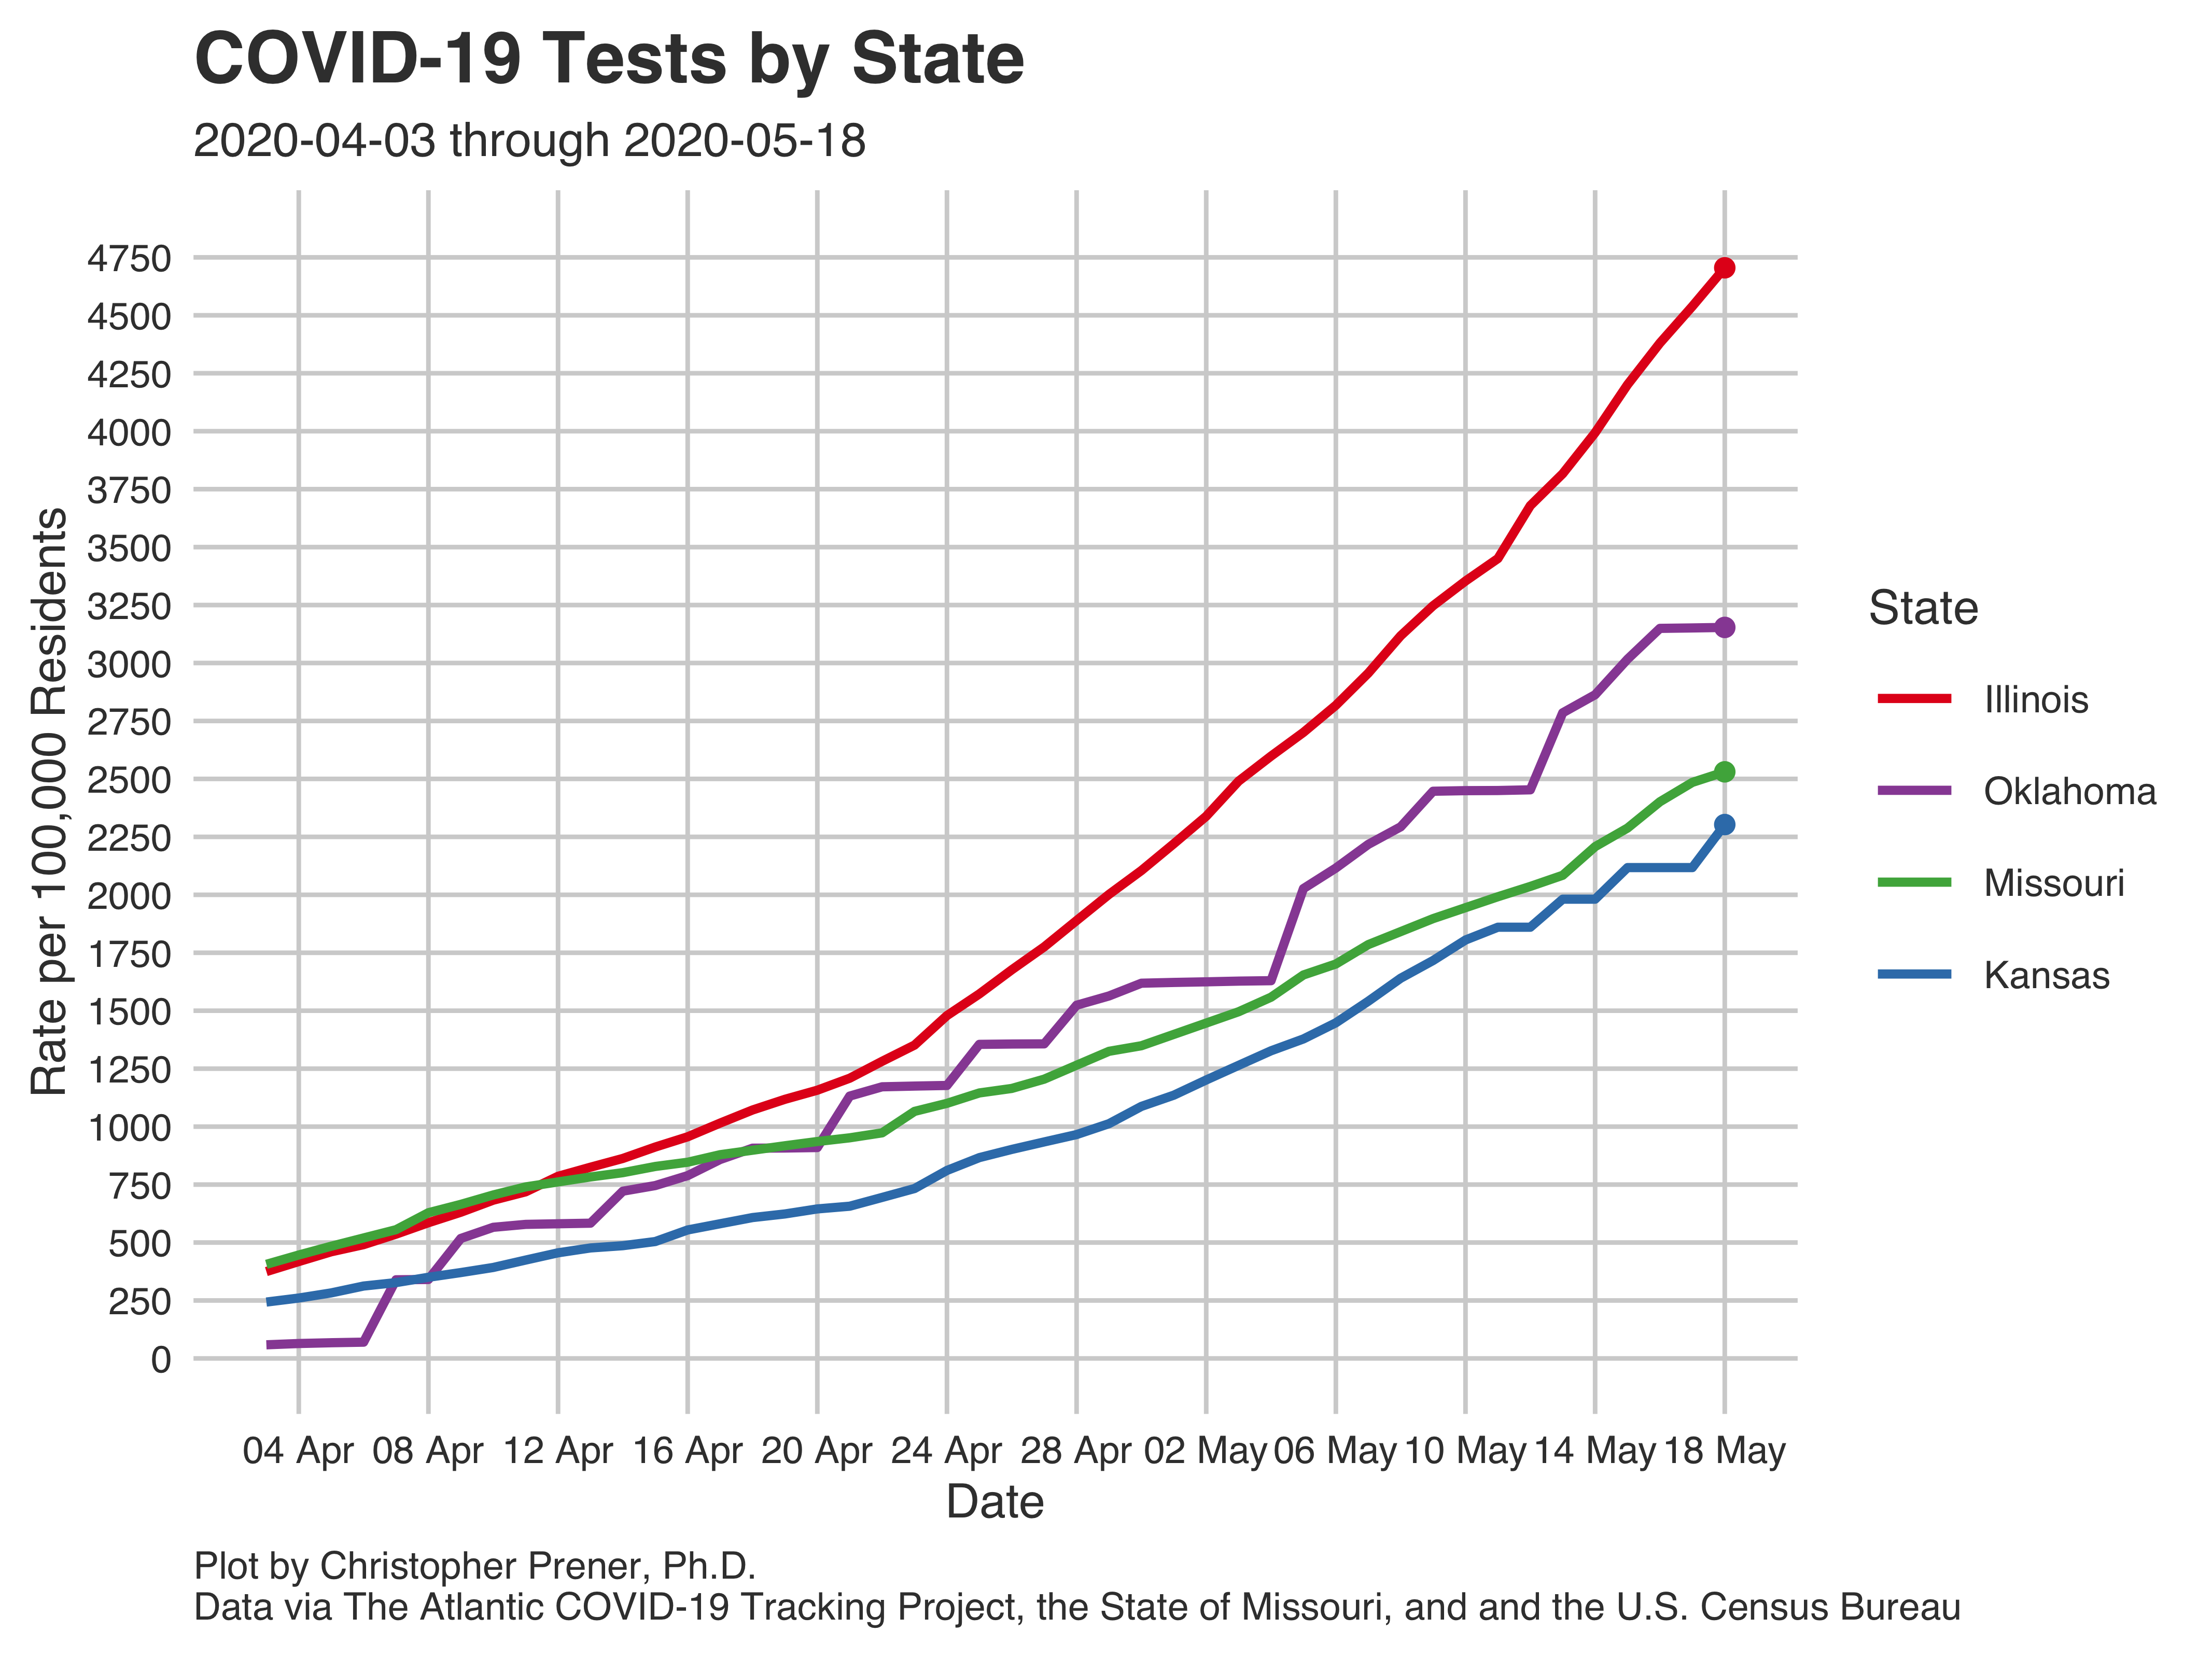 COVID-19 Tests by State
2020-04-03 through 2020-05-18
4750
4500
4250
4000
3750
3500
3250
3000
2750
2500
2250
2000
1750
1500
1250
1000
750
500
250
0
Rate per 100,000 Residents
04 Apr 08 Apr 12 Apr 16 Apr 20 Apr 24 Apr 28 Apr 02 May 06 May 10 May 14 May 18 May
Date
State
Illinois
Oklahoma
Missouri
Kansas
Plot by Christopher Prener, Ph.D.
Data via The Atlantic COVID-19 Tracking Project, the State of Missouri, and and the U.S. Census Bureau